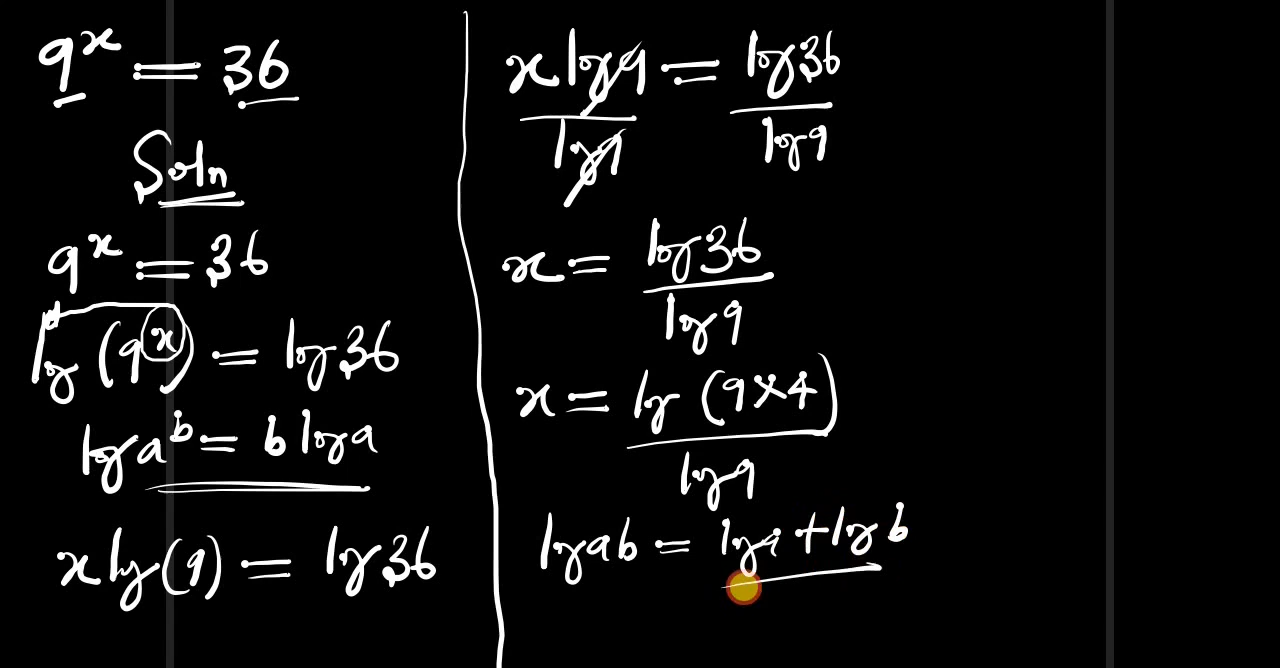 9^x = 36
Soln
9^x = 36
log (9^x) = log 36
log a^b = b log a
x log (9) = log 36
x log 9 / log 9 = log 36 / log 9
x = log 36 / log 9
x = log (9×4) / log 9
log ab = log a + log b